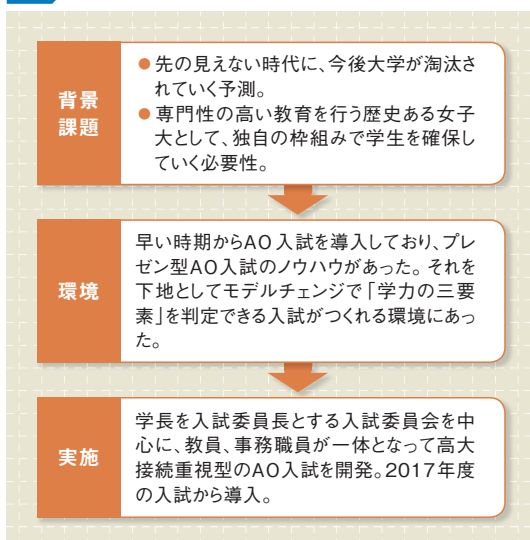 背景
課題
●先の見えない時代に、今後大学が淘汰さ
れていく予測。
●専門性の高い教育を行う歴史ある女子
大として、独自の枠組みで学生を確保し
ていく必要性。
環境
早い時期からAO入試を導入しており、プレ
ゼン型AO入試のノウハウがあった。それを
下地としてモデルチェンジで「学力の三要
素」を判定できる入試がつくれる環境にあっ
た。
実施
学長を入試委員長とする入試委員会を中
心に、教員、事務職員が一体となって高大
接続重視型のAO入試を開発。2017年度
の入試から導入。